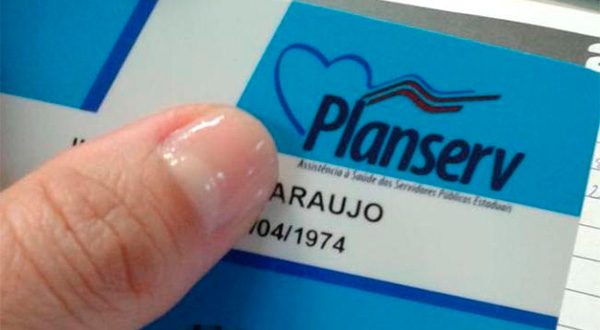 Planserv
Assistência à Saúde dos Servidores Públicos Estaduais
ARAUJO
/04/1974